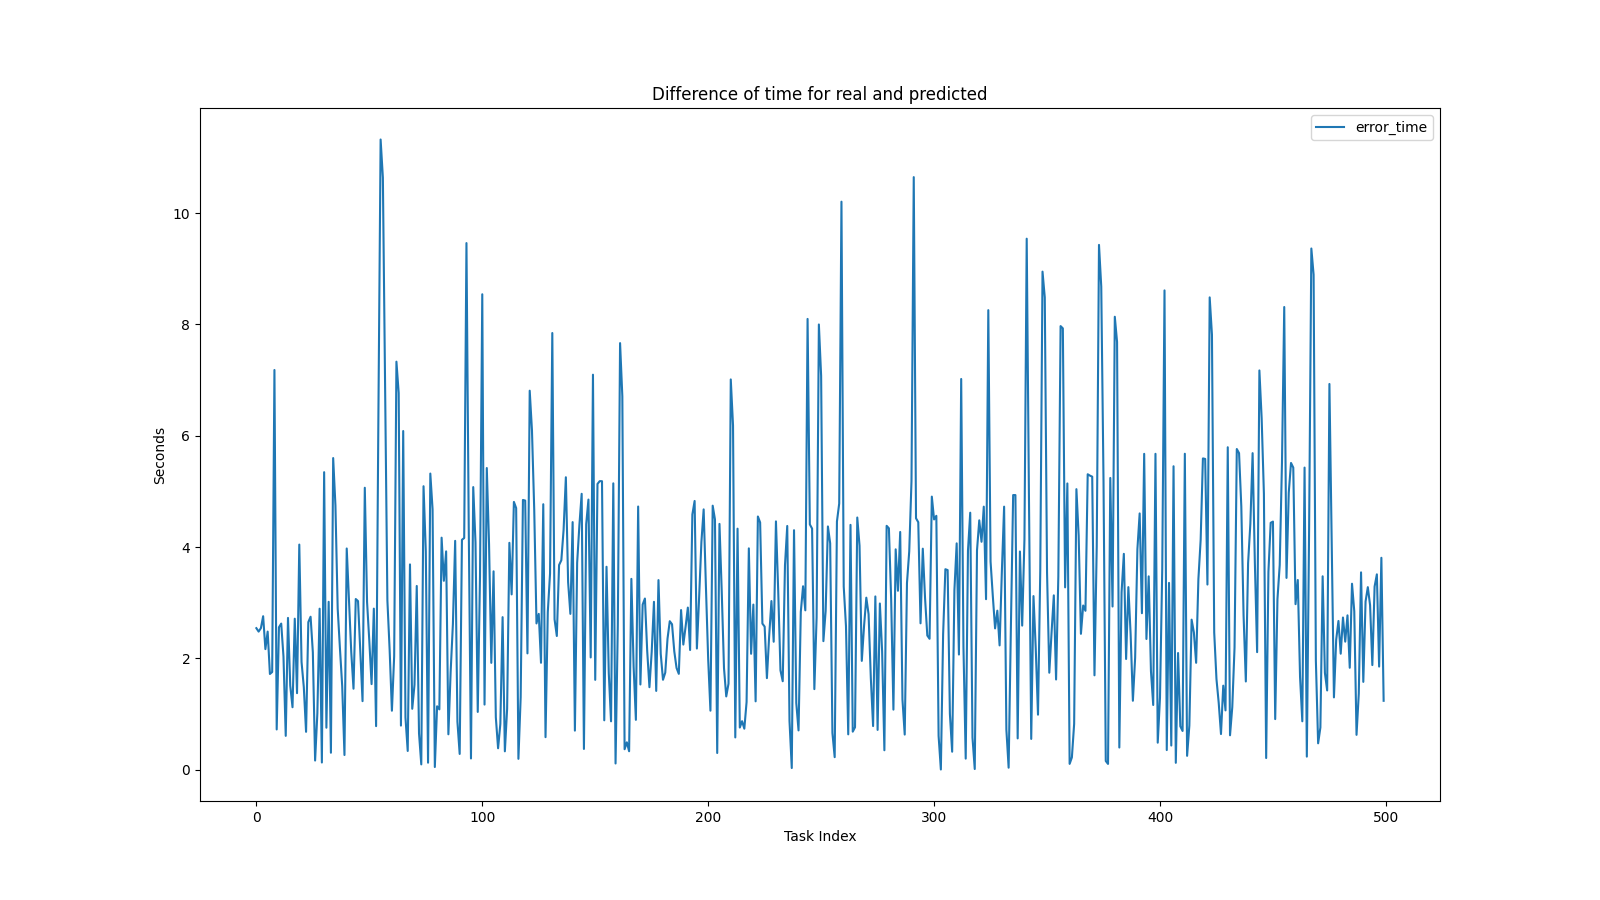 Difference of time for real and predicted
error_time
10
8
6
4
2
0
Seconds
0 100 200 300 400 500
Task Index